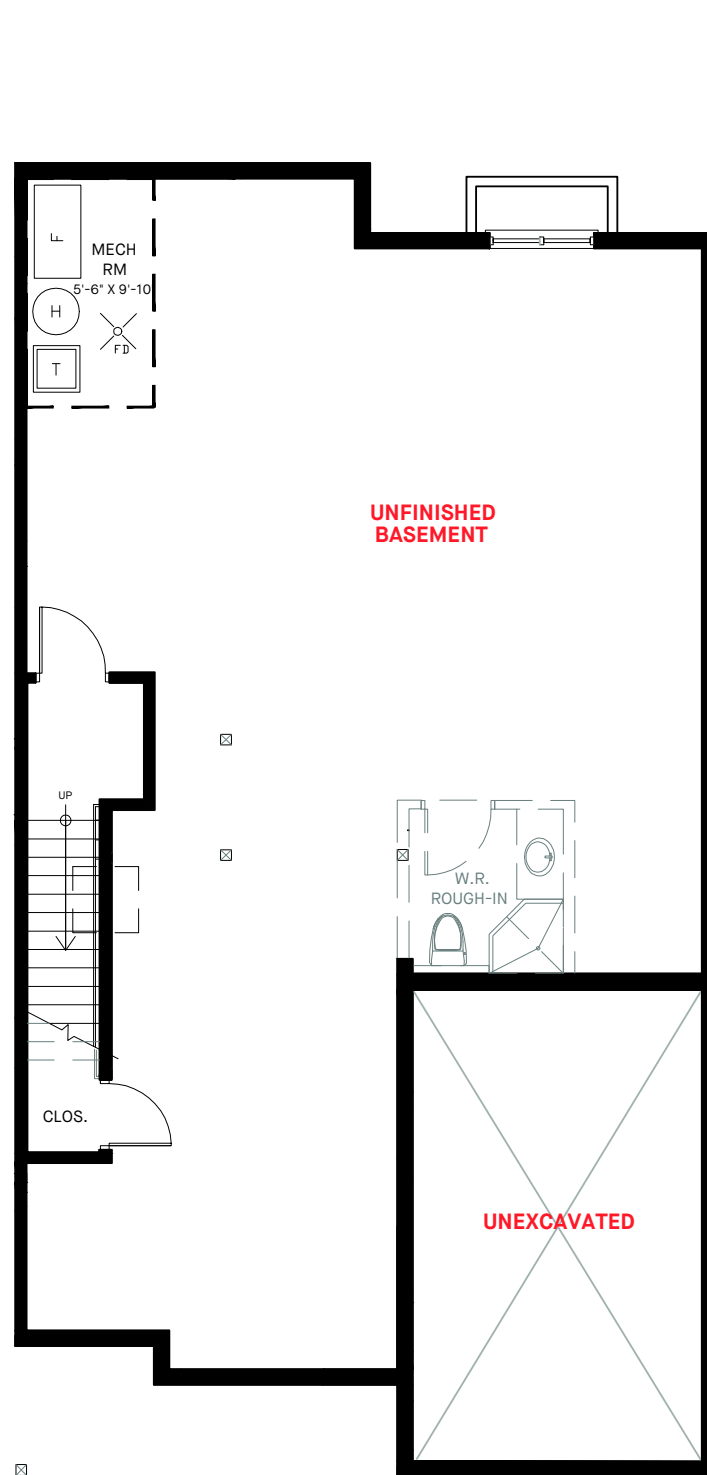 F
MECH
RM
5'-6" X 9'-10
H
FD
T
UNFINISHED
BASEMENT
UP
W.R.
ROUGH-IN
CLOS.
UNEXCAVATED